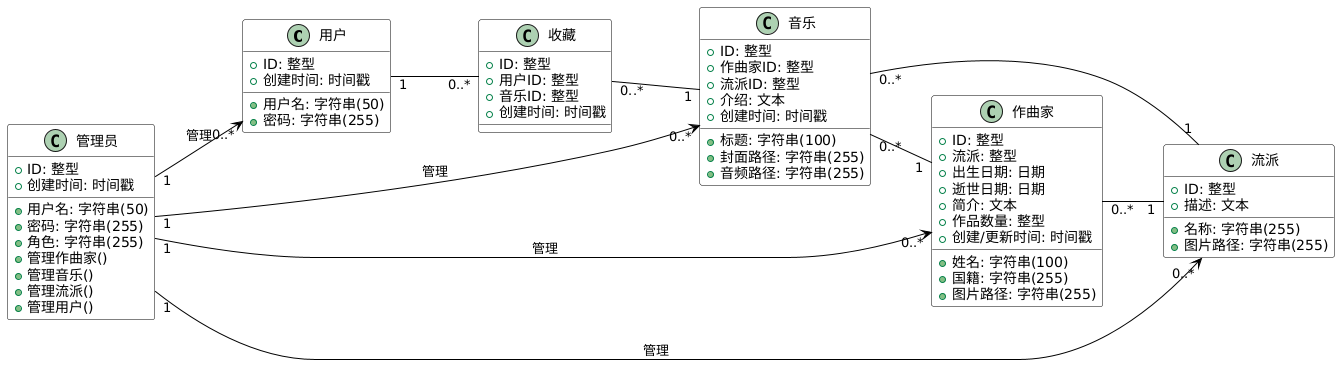 C 管理员
+ ID: 整型
+ 创建时间: 时间戳
+ 用户名: 字符串(50)
+ 密码: 字符串(255)
+ 角色: 字符串(255)
+ 管理作曲家()
+ 管理音乐()
+ 管理流派()
+ 管理用户()
C 用户
+ ID: 整型
+ 创建时间: 时间戳
+ 用户名: 字符串(50)
+ 密码: 字符串(255)
C 收藏
+ ID: 整型
+ 用户ID: 整型
+ 音乐ID: 整型
+ 创建时间: 时间戳
C 音乐
+ ID: 整型
+ 作曲家ID: 整型
+ 流派ID: 整型
+ 介绍: 文本
+ 创建时间: 时间戳
+ 标题: 字符串(100)
+ 封面路径: 字符串(255)
+ 音频路径: 字符串(255)
C 作曲家
+ ID: 整型
+ 流派: 整型
+ 出生日期: 日期
+ 逝世日期: 日期
+ 简介: 文本
+ 作品数量: 整型
+ 创建/更新时间: 时间戳
+ 姓名: 字符串(100)
+ 国籍: 字符串(255)
+ 图片路径: 字符串(255)
C 流派
+ ID: 整型
+ 描述: 文本
+ 名称: 字符串(255)
+ 图片路径: 字符串(255)
管理
1
0..*
管理
1
0..*
管理
1
0..*
管理
1
0..*
1
0..*
0..*
1
0..*
1
0..*
1
0..*
1